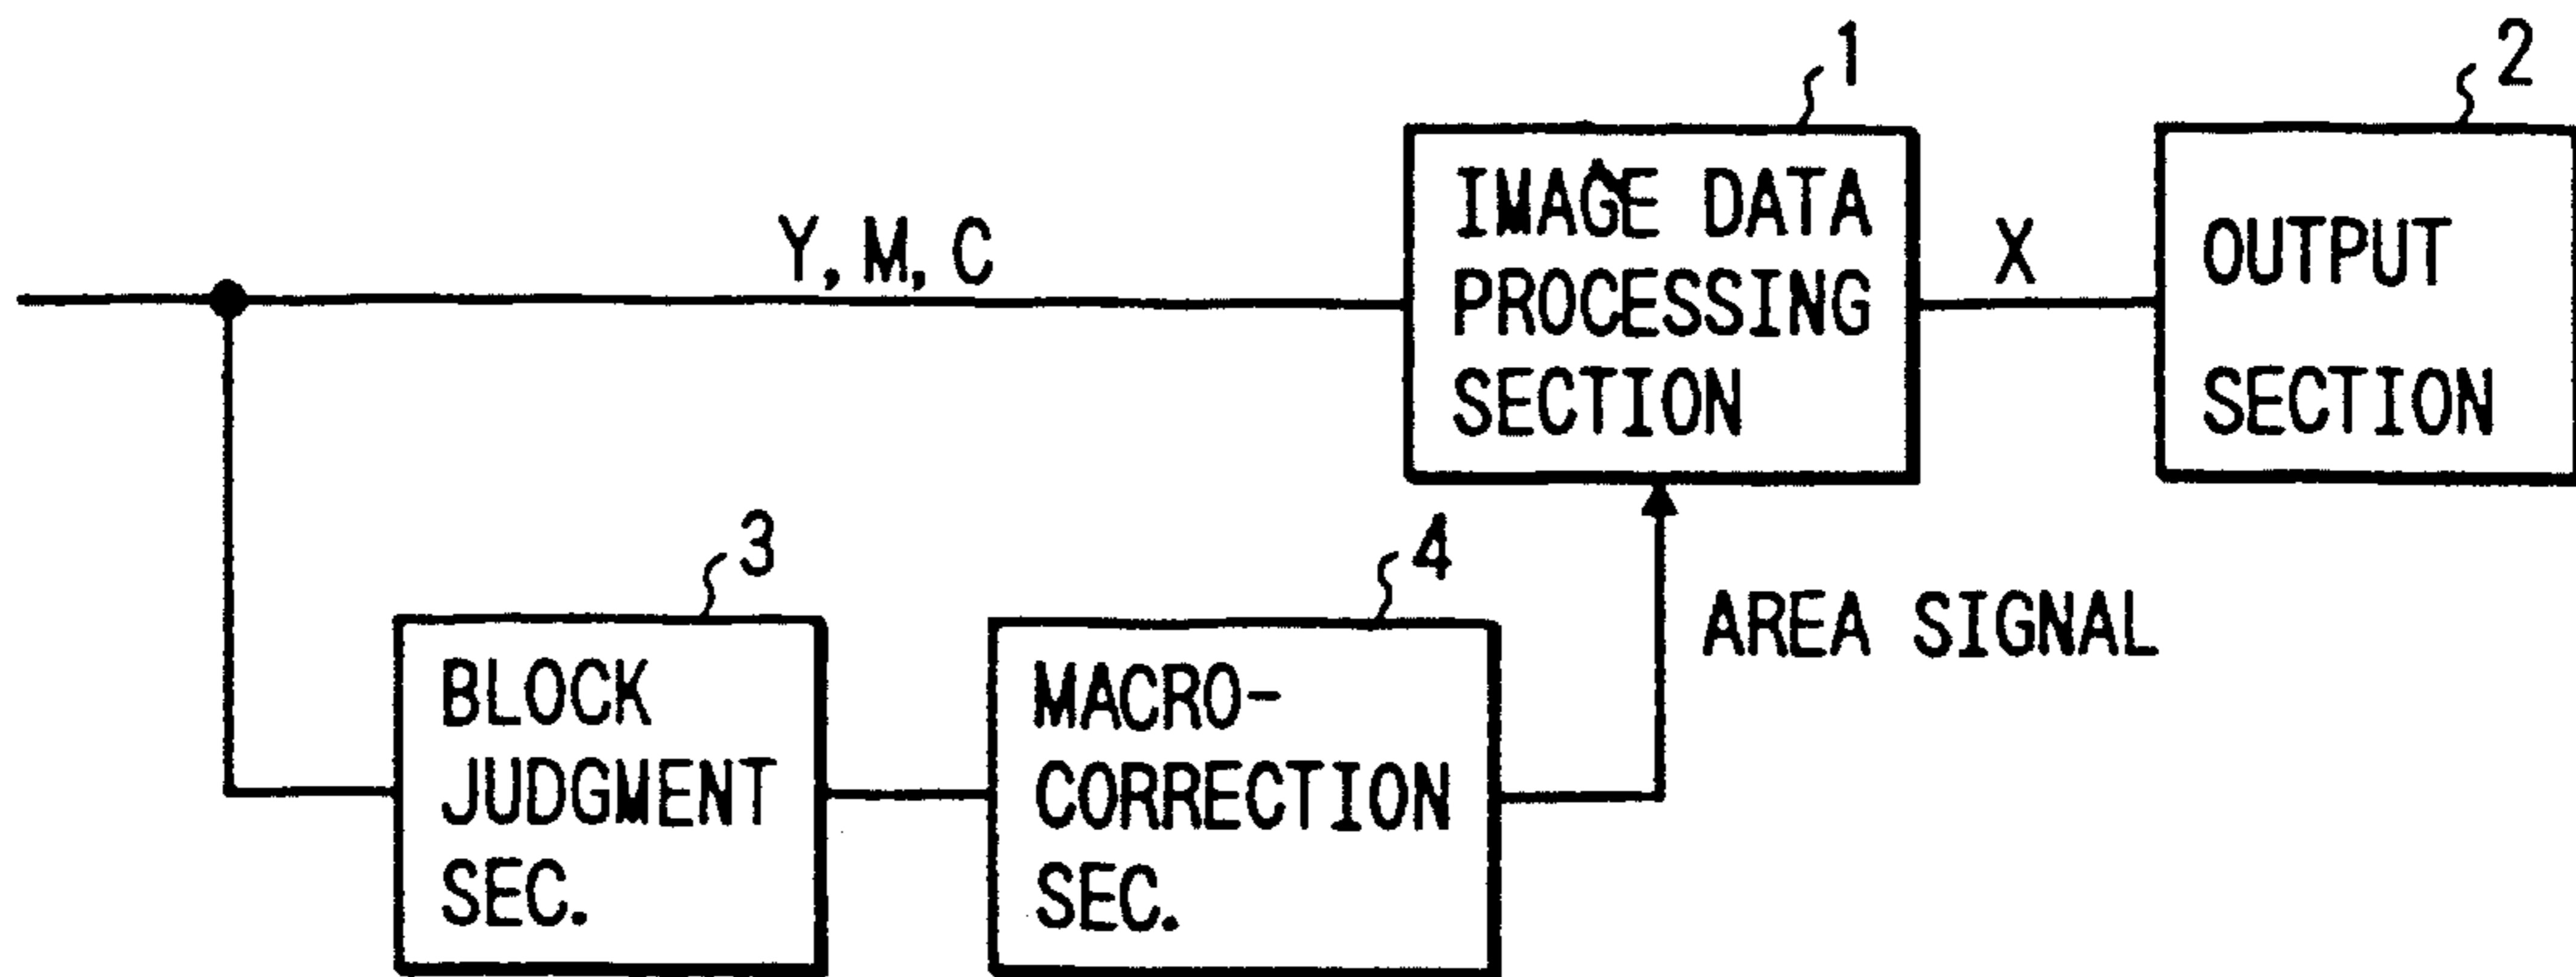 1
2
IMAGE DATA
PROCESSING
SECTION
Y, M, C
X
OUTPUT
SECTION
3
4
AREA SIGNAL
BLOCK
JUDGMENT
SEC.
MACRO-
CORRECTION
SEC.